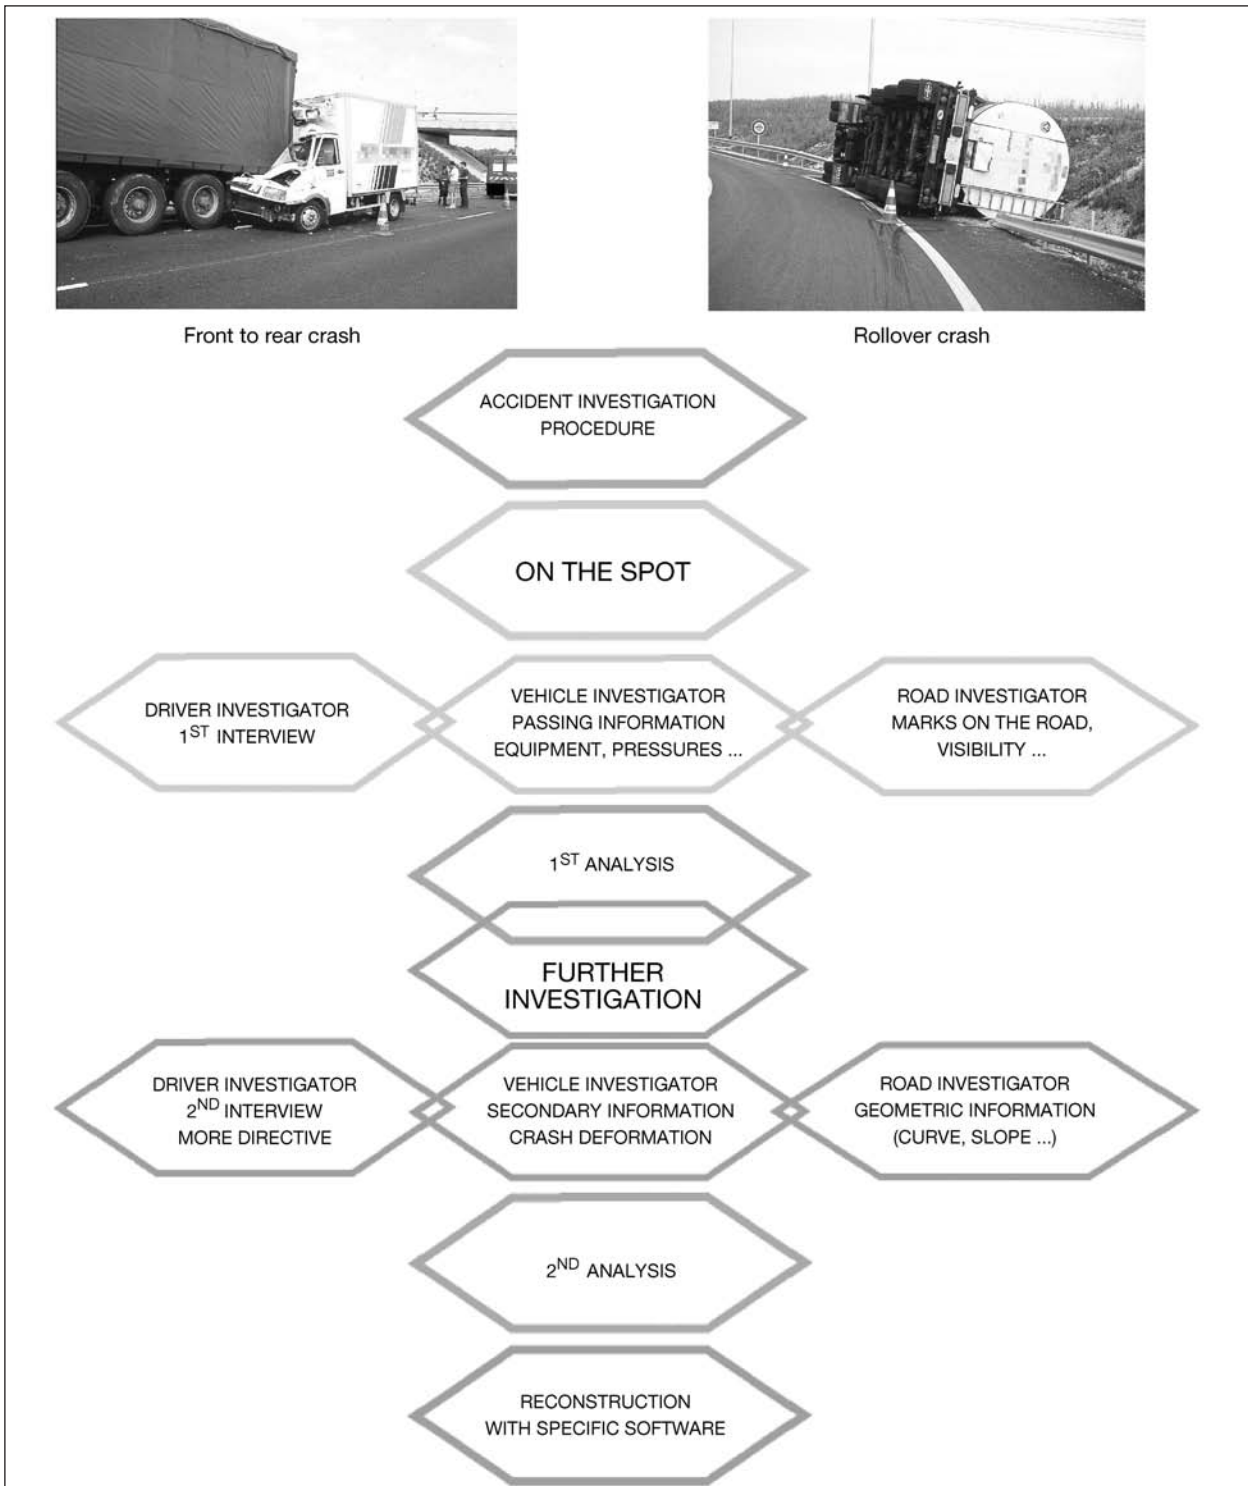 Front to rear crash
Rollover crash
ACCIDENT INVESTIGATION
PROCEDURE
ON THE SPOT
DRIVER INVESTIGATOR
1ST INTERVIEW
VEHICLE INVESTIGATOR
PASSING INFORMATION
EQUIPMENT, PRESSURES ...
ROAD INVESTIGATOR
MARKS ON THE ROAD,
VISIBILITY ...
1ST ANALYSIS
FURTHER
INVESTIGATION
DRIVER INVESTIGATOR
2ND INTERVIEW
MORE DIRECTIVE
VEHICLE INVESTIGATOR
SECONDARY INFORMATION
CRASH DEFORMATION
ROAD INVESTIGATOR
GEOMETRIC INFORMATION
(CURVE, SLOPE ...)
2ND ANALYSIS
RECONSTRUCTION
WITH SPECIFIC SOFTWARE